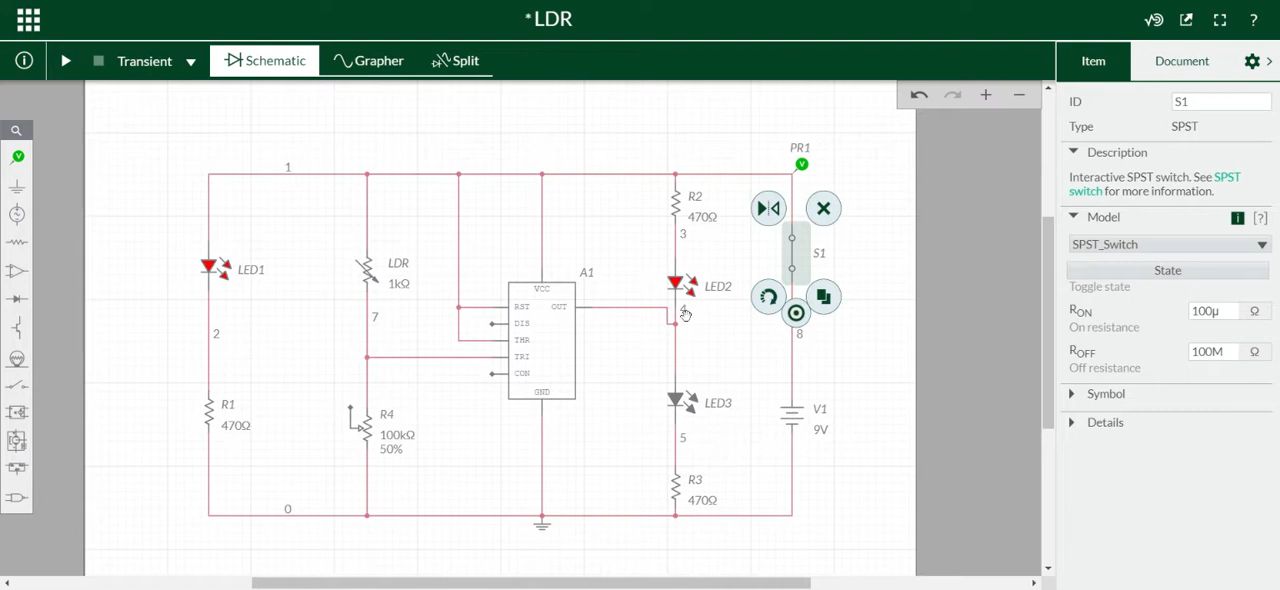 *LDR
Transient
Schematic
Grapher
Split
Item
Document
ID
S1
Type
SPST
Description
Interactive SPST switch. See SPST
switch for more information.
Model
[?]
SPST_Switch
State
Toggle state
RON
100µ
Ω
On resistance
ROFF
100M
Ω
Off resistance
Symbol
Details
PR1
V
1
R2
470Ω
3
LED1
LDR
1kΩ
A1
LED2
S1
VCC
RST
OUT
DIS
THR
TRI
CON
GND
4
2
7
8
R1
470Ω
R4
100kΩ
50%
LED3
V1
9V
5
R3
470Ω
0